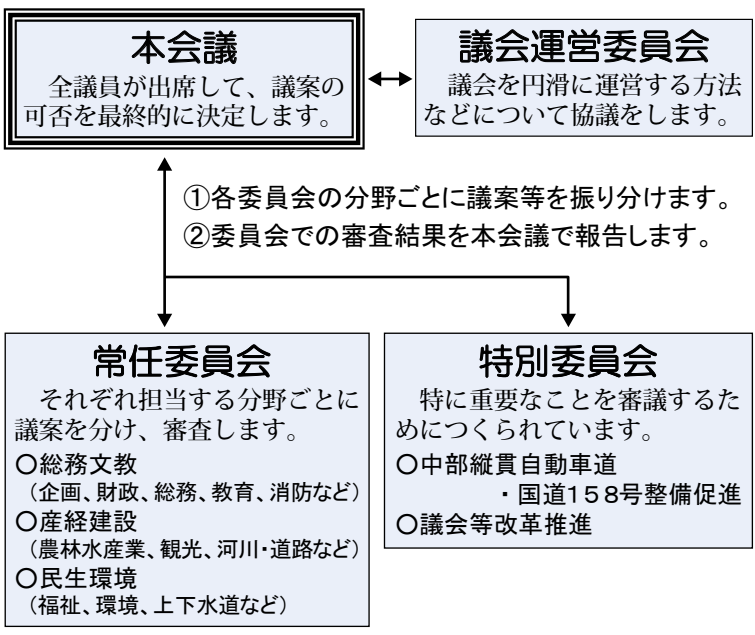 本会議
全議員が出席して、議案の
可否を最終的に決定します。
議会運営委員会
議会を円滑に運営する方法
などについて協議をします。
①各委員会の分野ごとに議案等を振り分けます。
②委員会での審査結果を本会議で報告します。
常任委員会
それぞれ担当する分野ごとに
議案を分け、審査します。
○総務文教
（企画、財政、総務、教育、消防など）
○産経建設
（農林水産業、観光、河川・道路など）
○民生環境
（福祉、環境、上下水道など）
特別委員会
特に重要なことを審議するた
めにつくられています。
○中部縦貫自動車道
・国道１５８号整備促進
○議会等改革推進